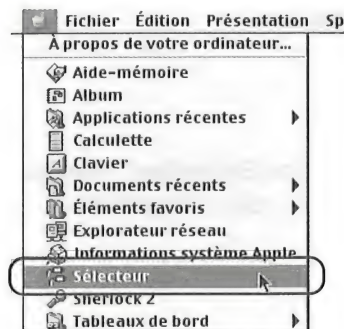 Fichier Édition Présentation Sp
À propos de votre ordinateur...
Aide-mémoire
Album
Applications récentes
Calculette
Clavier
Documents récents
Éléments favoris
Explorateur réseau
Informations système Apple
Sélecteur
Sherlock 2
Tableaux de bord